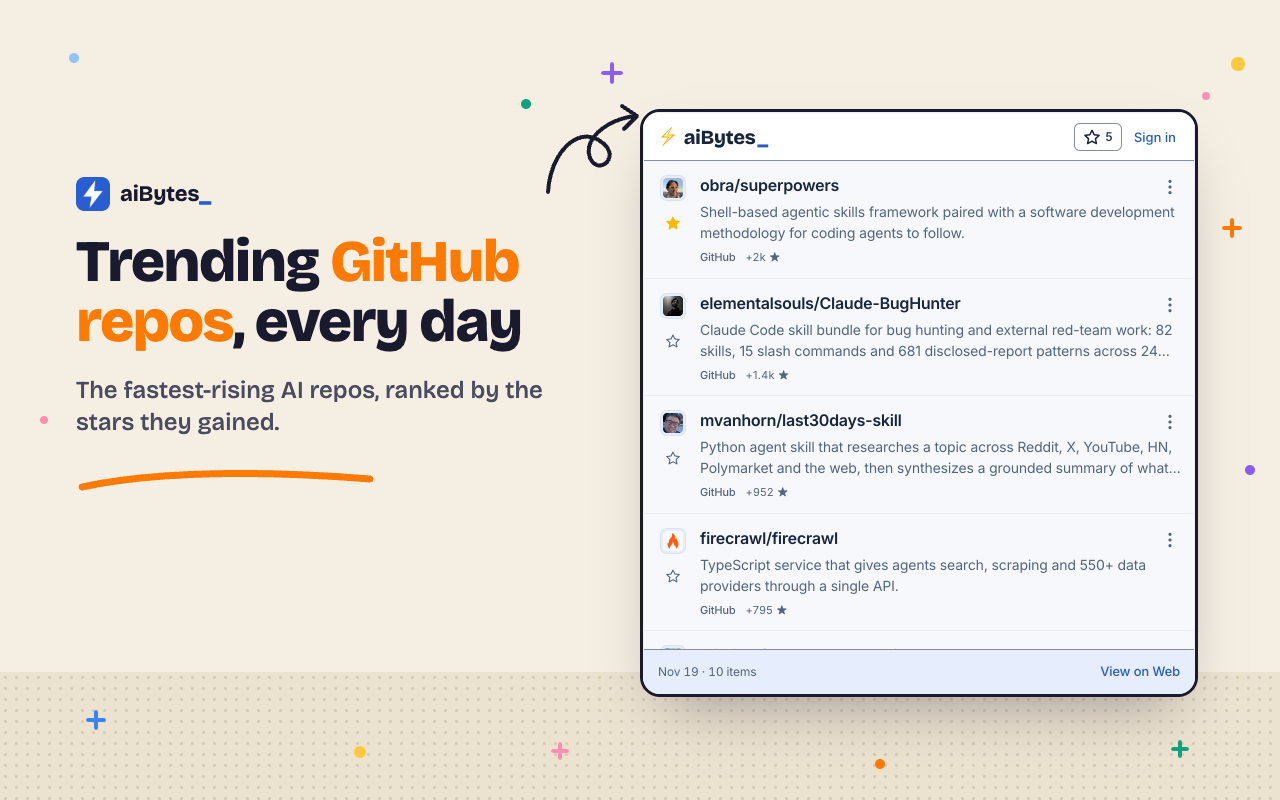 aiBytes_
Trending GitHub
repos, every day
The fastest-rising AI repos, ranked by the
stars they gained.
aiBytes_
5
Sign in
obra/superpowers
Shell-based agentic skills framework paired with a software development
methodology for coding agents to follow.
GitHub +2k
elementalsouls/Claude-BugHunter
Claude Code skill bundle for bug hunting and external red-team work: 82
skills, 15 slash commands and 681 disclosed-report patterns across 24...
GitHub +1.4k
mvanhorn/last30days-skill
Python agent skill that researches a topic across Reddit, X, YouTube, HN,
Polymarket and the web, then synthesizes a grounded summary of what...
GitHub +952
firecrawl/firecrawl
TypeScript service that gives agents search, scraping and 550+ data
providers through a single API.
GitHub +795
Nov 19 · 10 items
View on Web